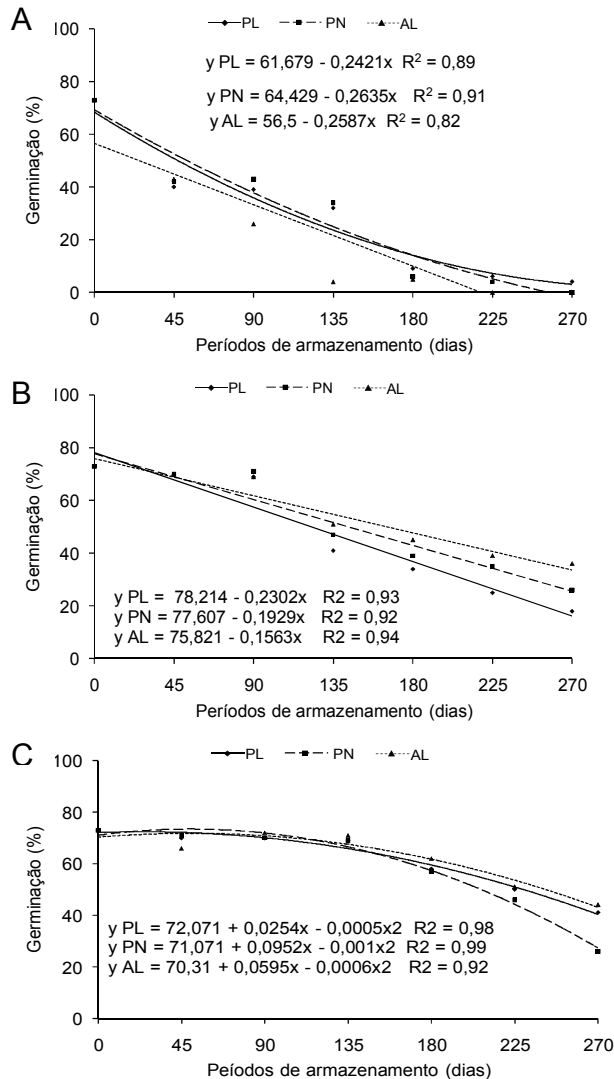 A
PL PN AL
y PL = 61,679 - 0,2421x R² = 0,89
y PN = 64,429 - 0,2635x R² = 0,91
y AL = 56,5 - 0,2587x R² = 0,82
Germinação (%)
100
80
60
40
20
0
0 45 90 135 180 225 270
Períodos de armazenamento (dias)
B
PL PN AL
Germinação (%)
100
80
60
40
20
0
y PL = 78,214 - 0,2302x R2 = 0,93
y PN = 77,607 - 0,1929x R2 = 0,92
y AL = 75,821 - 0,1563x R2 = 0,94
0 45 90 135 180 225 270
Períodos de armazenamento (dias)
C
PL PN AL
Germinação (%)
100
80
60
40
20
0
y PL = 72,071 + 0,0254x - 0,0005x2 R2 = 0,98
y PN = 71,071 + 0,0952x - 0,001x2 R2 = 0,99
y AL = 70,31 + 0,0595x - 0,0006x2 R2 = 0,92
0 45 90 135 180 225 270
Períodos de armazenamento (dias)